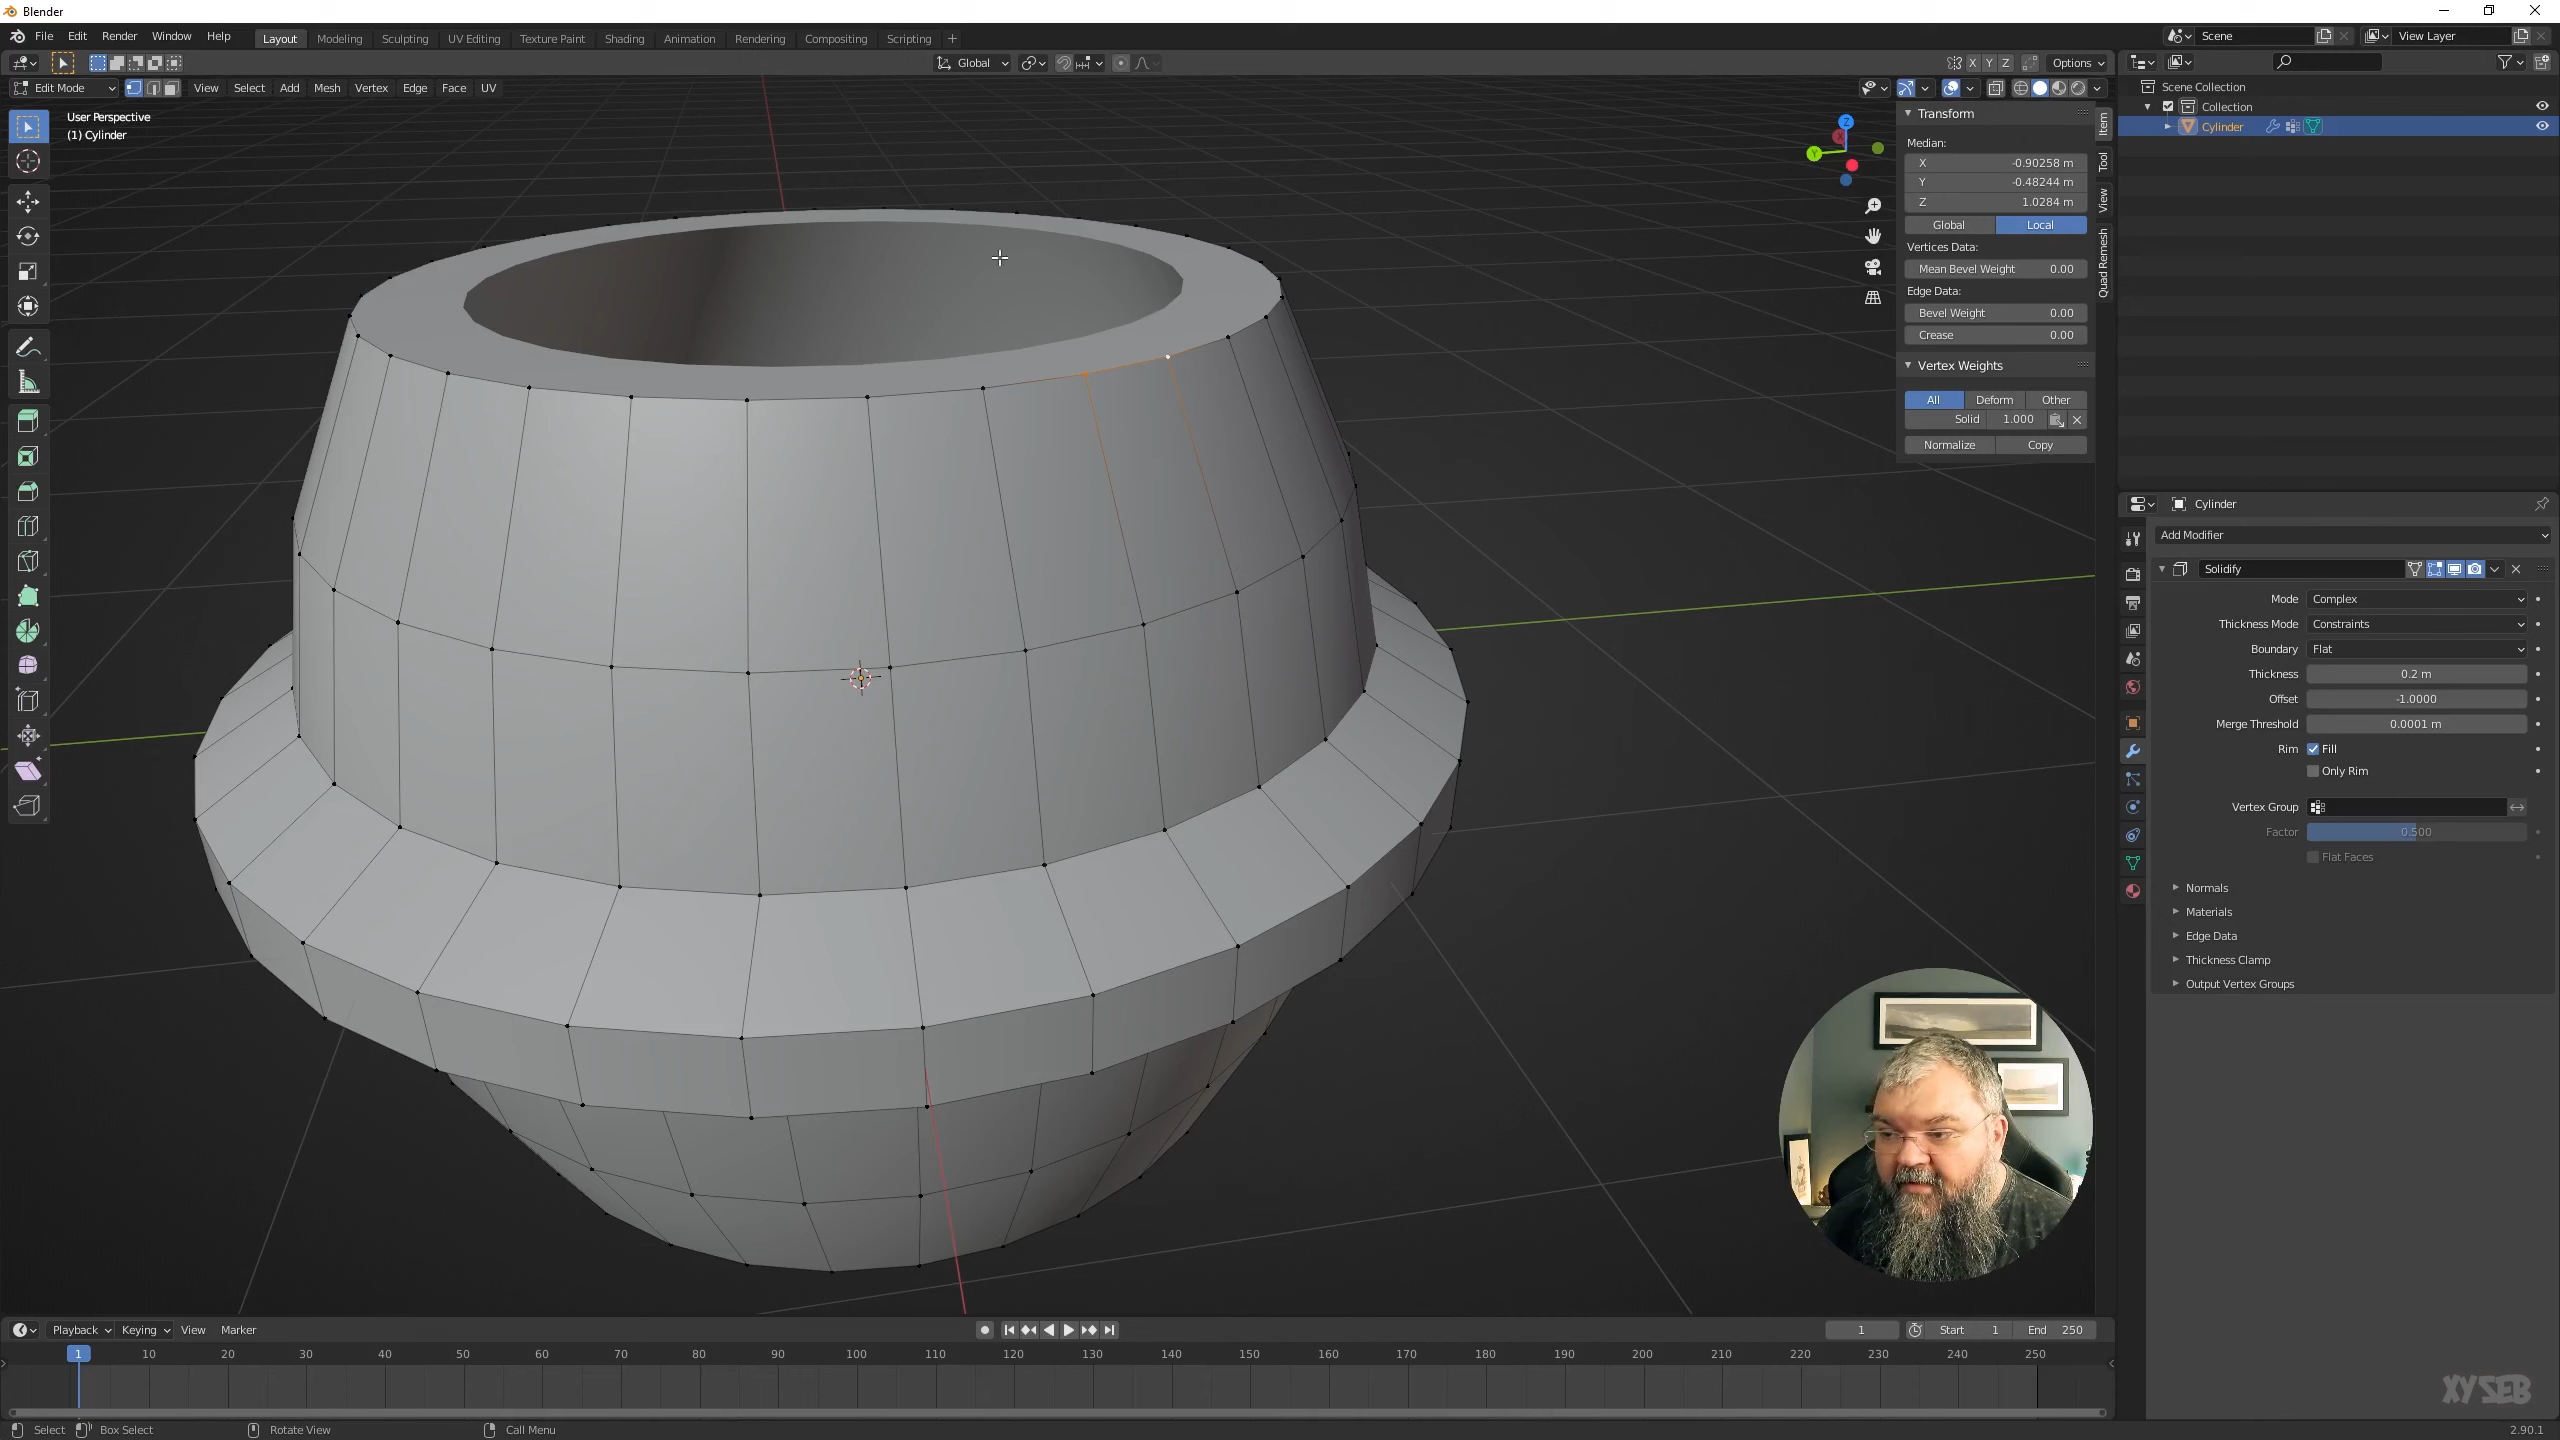 Blender
File Edit Render Window Help
Layout Modeling Sculpting UV Editing Texture Paint Shading Animation Rendering Compositing Scripting +
Scene
View Layer
Global
X Y Z Options
Edit Mode View Select Add Mesh Vertex Edge Face UV
User Perspective
(1) Cylinder
Z
X
Y
Transform
Median:
X -0.90258 m
Y -0.48244 m
Z 1.0284 m
Global Local
Vertices Data:
Mean Bevel Weight 0.00
Edge Data:
Bevel Weight 0.00
Crease 0.00
Vertex Weights
All Deform Other
Solid 1.000
Normalize Copy
Item
Tool
View
Quad Remesh
Scene Collection
Collection
Cylinder
Cylinder
Add Modifier
Solidify
Mode Complex
Thickness Mode Constraints
Boundary Flat
Thickness 0.2 m
Offset -1.0000
Merge Threshold 0.0001 m
Rim Fill
Only Rim
Vertex Group
Factor 0.500
Flat Faces
Normals
Materials
Edge Data
Thickness Clamp
Output Vertex Groups
Playback Keying View Marker
1 Start 1 End 250
1 10 20 30 40 50 60 70 80 90 100 110 120 130 140 150 160 170 180 190 200 210 220 230 240 250
XYSEB
Select Box Select Rotate View Call Menu
2.90.1